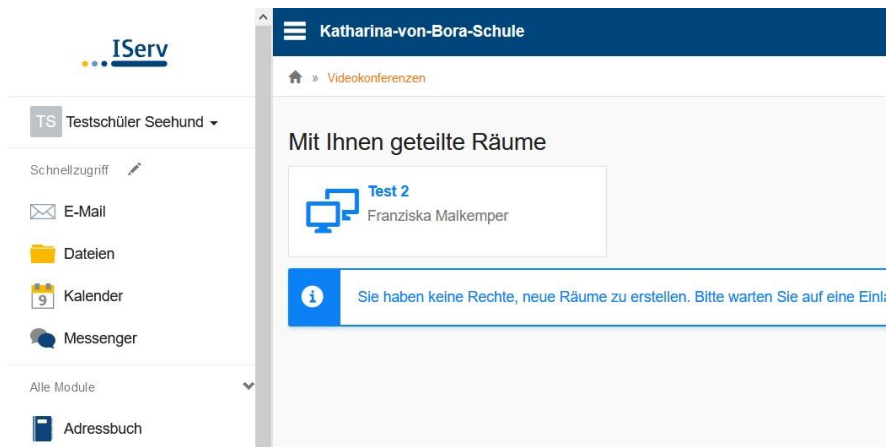 IServ
TS Testschüler Seehund
Schnellzugriff
E-Mail
Dateien
9 Kalender
Messenger
Alle Module
Adressbuch
Katharina-von-Bora-Schule
» Videokonferenzen
Mit Ihnen geteilte Räume
Test 2
Franziska Malkemper
Sie haben keine Rechte, neue Räume zu erstellen. Bitte warten Sie auf eine